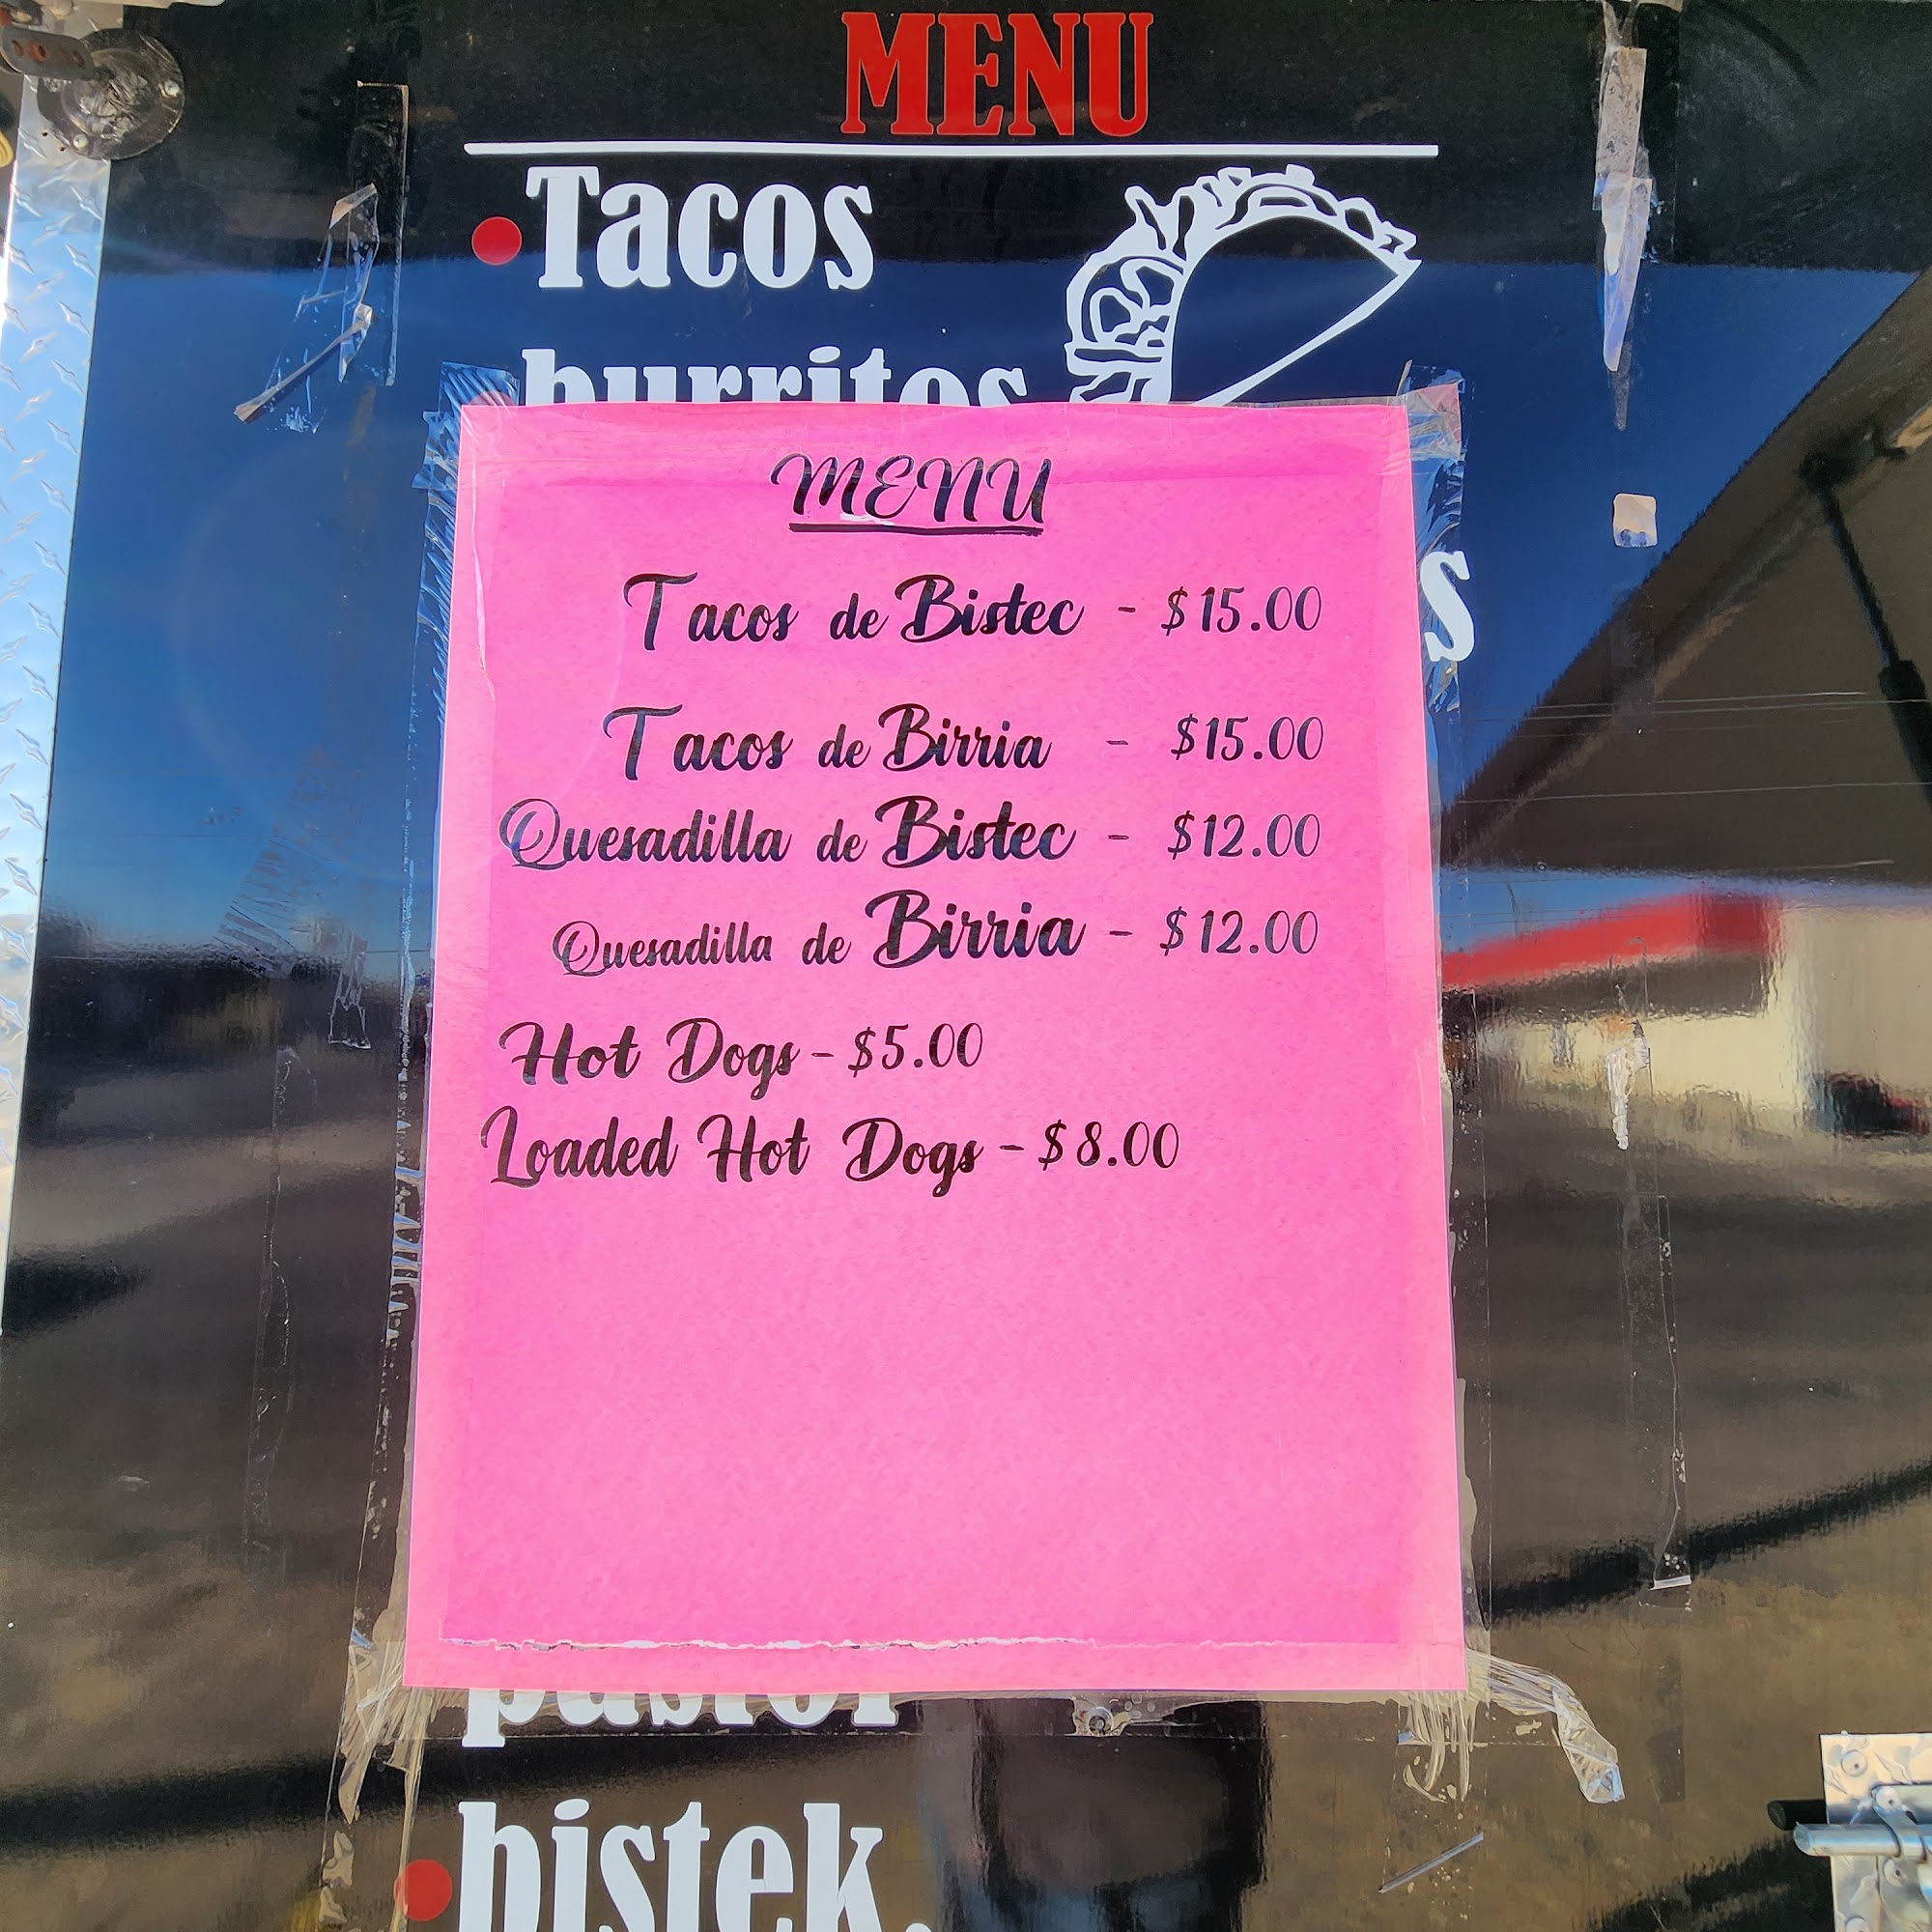 MENU
Tacos
burritos
MENU
Tacos de Bistec - $15.00
s
Tacos de Birria - $15.00
Quesadilla de Bistec - $12.00
Quesadilla de Birria - $12.00
Hot Dogs - $5.00
Loaded Hot Dogs - $8.00
pastor
bistek.